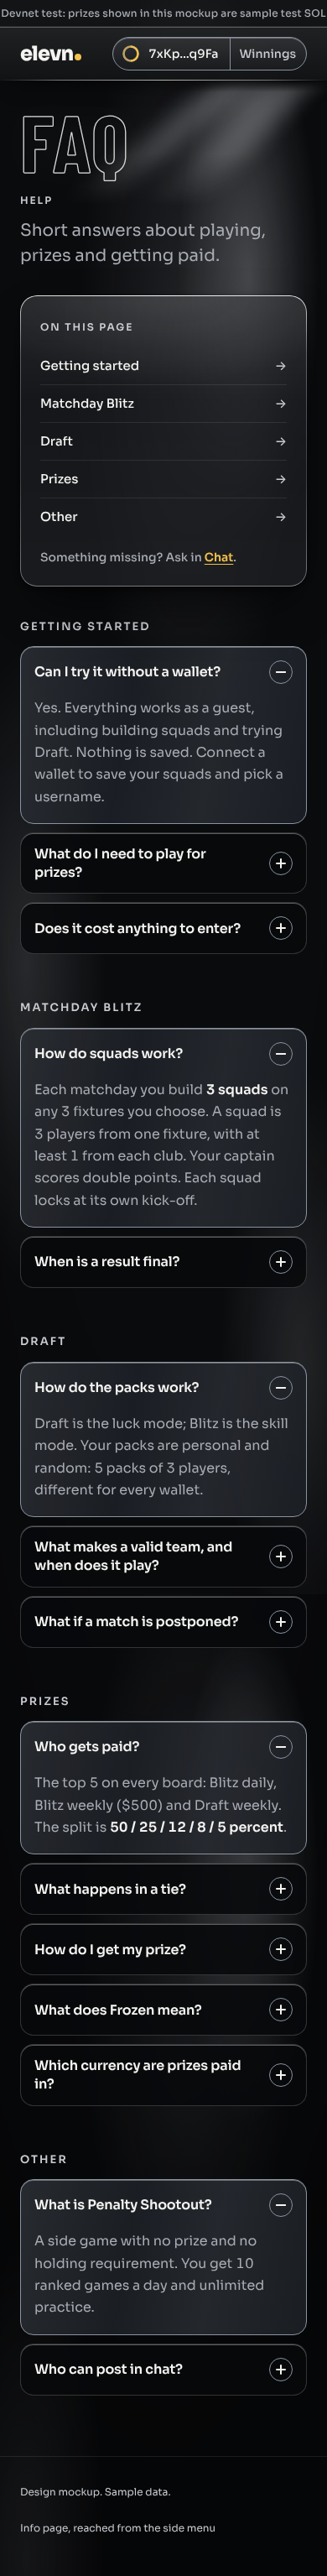 Devnet test: prizes shown in this mockup are sample test SOL
elevn.
7xKp...q9Fa
Winnings
FAQ
HELP
Short answers about playing,
prizes and getting paid.
ON THIS PAGE
Getting started →
Matchday Blitz →
Draft →
Prizes →
Other →
Something missing? Ask in Chat.
GETTING STARTED
Can I try it without a wallet?
Yes. Everything works as a guest,
including building squads and trying
Draft. Nothing is saved. Connect a
wallet to save your squads and pick a
username.
What do I need to play for
prizes?
Does it cost anything to enter?
MATCHDAY BLITZ
How do squads work?
Each matchday you build 3 squads on
any 3 fixtures you choose. A squad is
3 players from one fixture, with at
least 1 from each club. Your captain
scores double points. Each squad
locks at its own kick-off.
When is a result final?
DRAFT
How do the packs work?
Draft is the luck mode; Blitz is the skill
mode. Your packs are personal and
random: 5 packs of 3 players,
different for every wallet.
What makes a valid team, and
when does it play?
What if a match is postponed?
PRIZES
Who gets paid?
The top 5 on every board: Blitz daily,
Blitz weekly ($500) and Draft weekly.
The split is 50 / 25 / 12 / 8 / 5 percent.
What happens in a tie?
How do I get my prize?
What does Frozen mean?
Which currency are prizes paid
in?
OTHER
What is Penalty Shootout?
A side game with no prize and no
holding requirement. You get 10
ranked games a day and unlimited
practice.
Who can post in chat?
Design mockup. Sample data.
Info page, reached from the side menu